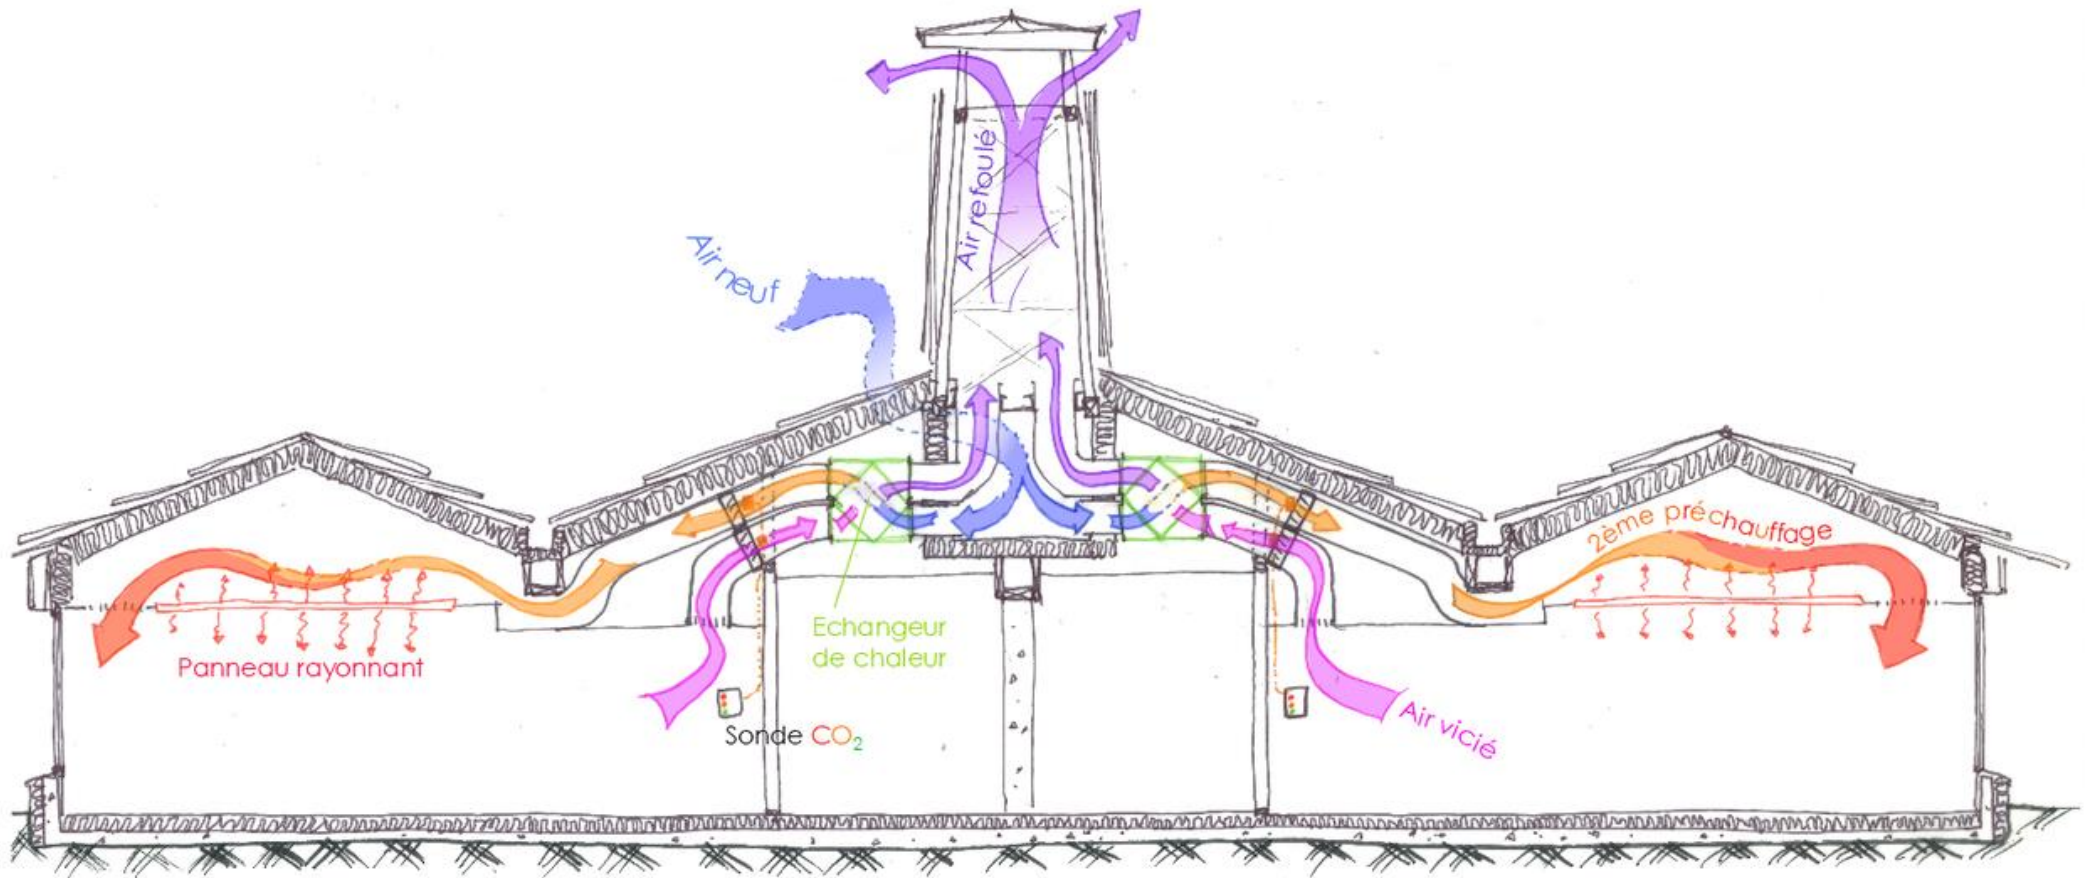 Air refoulé
Air neuf
2ème préchauffage
Echangeur
de chaleur
Panneau rayonnant
Air vicié
Sonde CO₂